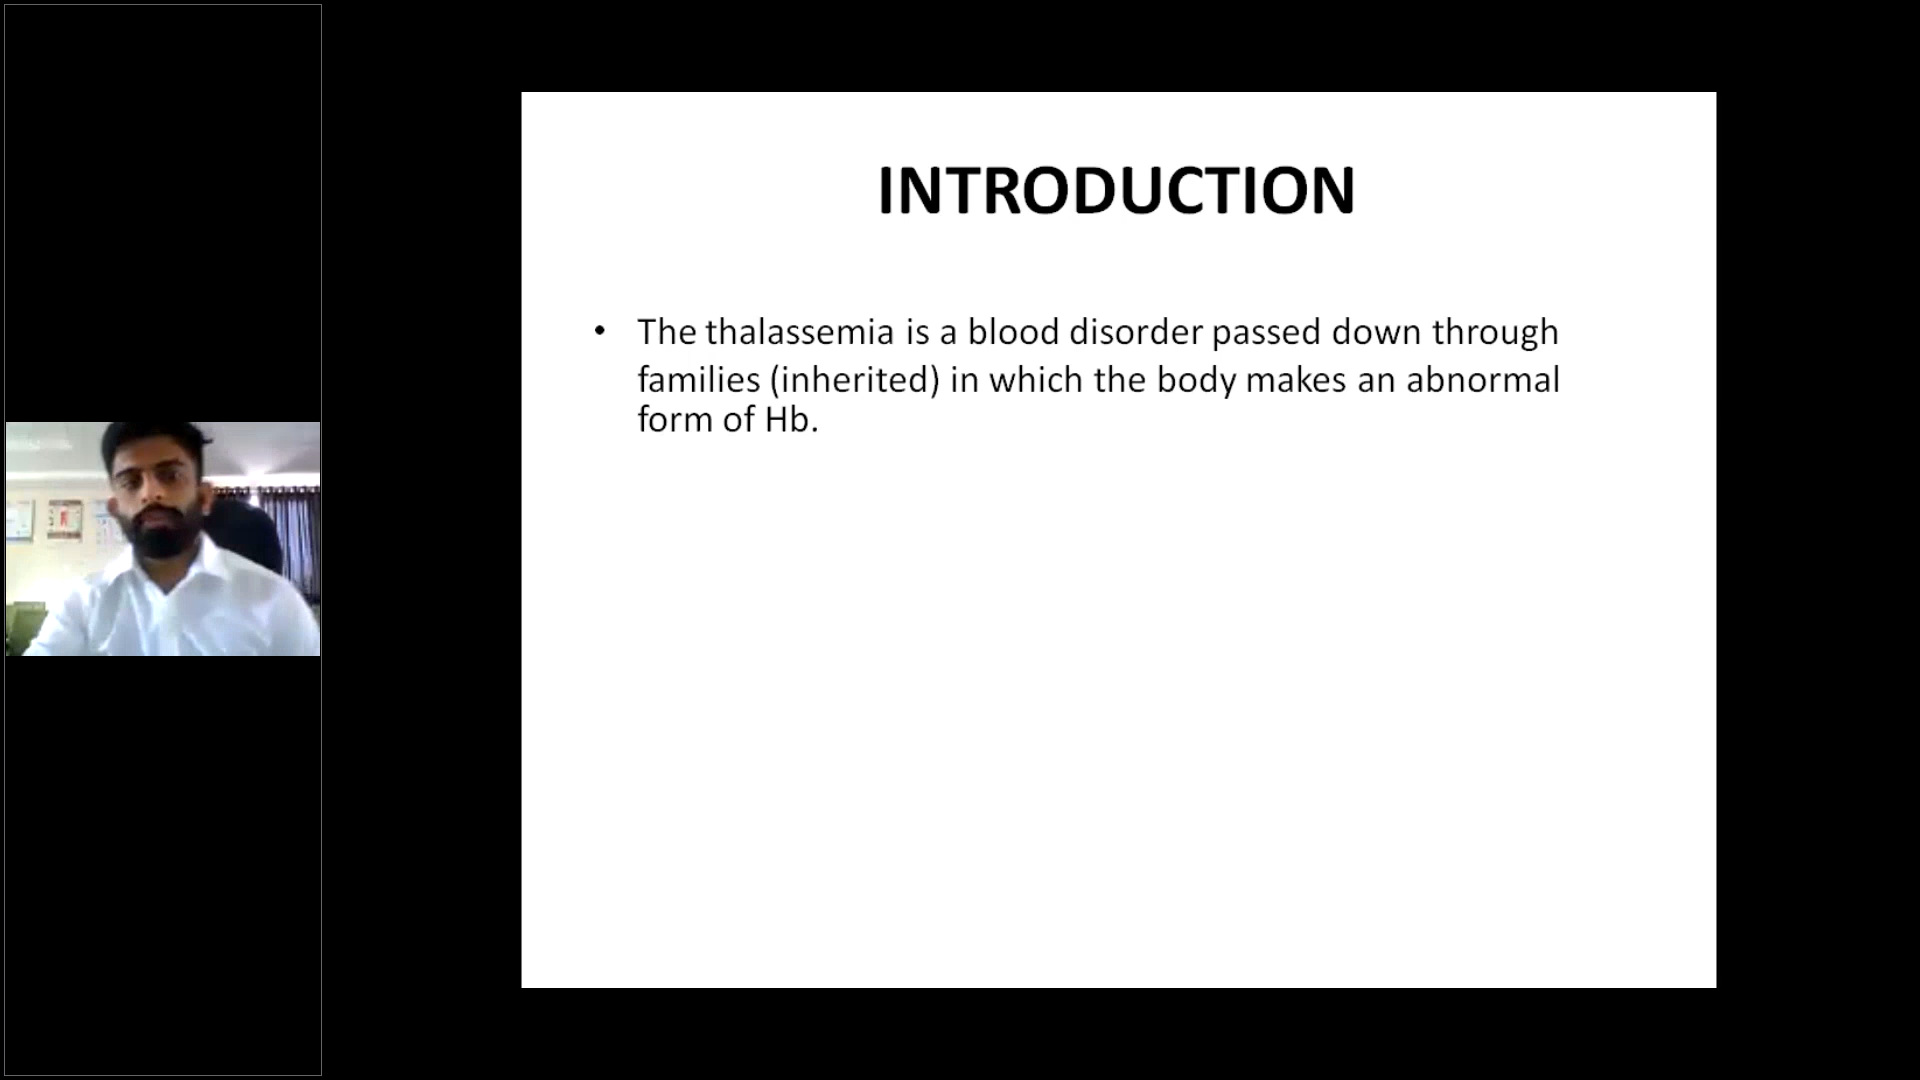 INTRODUCTION
• The thalassemia is a blood disorder passed down through
families (inherited) in which the body makes an abnormal
form of Hb.